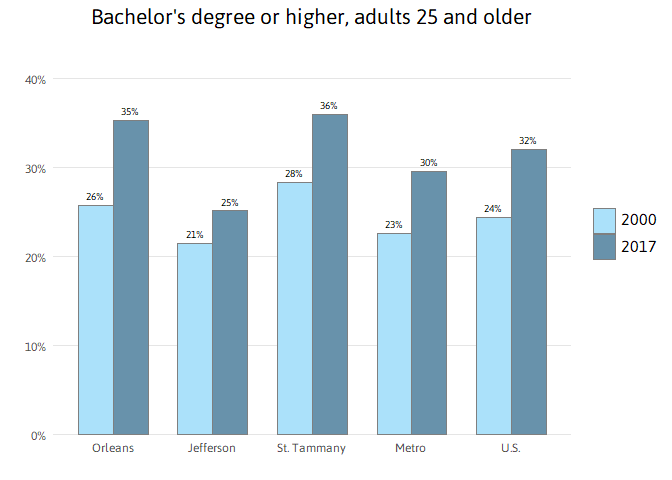 Bachelor's degree or higher, adults 25 and older
40%
30%
20%
10%
0%
26%
35%
21%
25%
28%
36%
23%
30%
24%
32%
Orleans
Jefferson
St. Tammany
Metro
U.S.
2000
2017